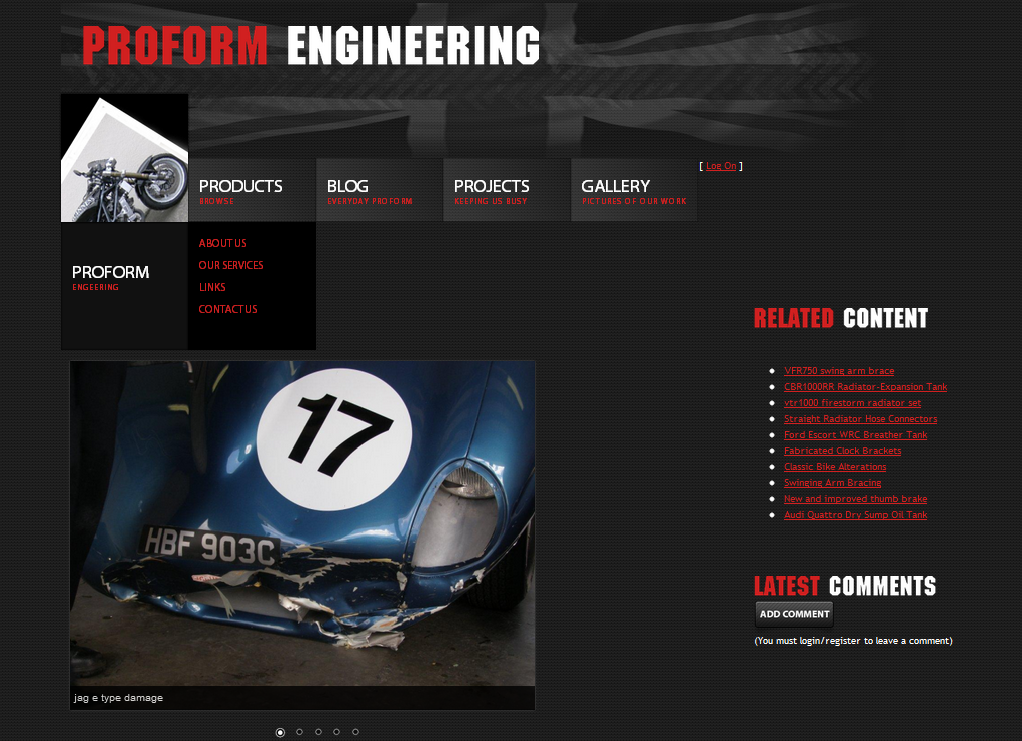 PROFORM ENGINEERING
[ Log On ]
PRODUCTS
BROWSE
BLOG
EVERYDAY PROFORM
PROJECTS
KEEPING US BUSY
GALLERY
PICTURES OF OUR WORK
PROFORM
ENGEERING
ABOUT US
OUR SERVICES
LINKS
CONTACT US
17
HBF 903C
jag e type damage
RELATED CONTENT
VFR750 swing arm brace
CBR1000RR Radiator-Expansion Tank
vtr1000 firestorm radiator set
Straight Radiator Hose Connectors
Ford Escort WRC Breather Tank
Fabricated Clock Brackets
Classic Bike Alterations
Swinging Arm Bracing
New and improved thumb brake
Audi Quattro Dry Sump Oil Tank
LATEST COMMENTS
ADD COMMENT
(You must login/register to leave a comment)